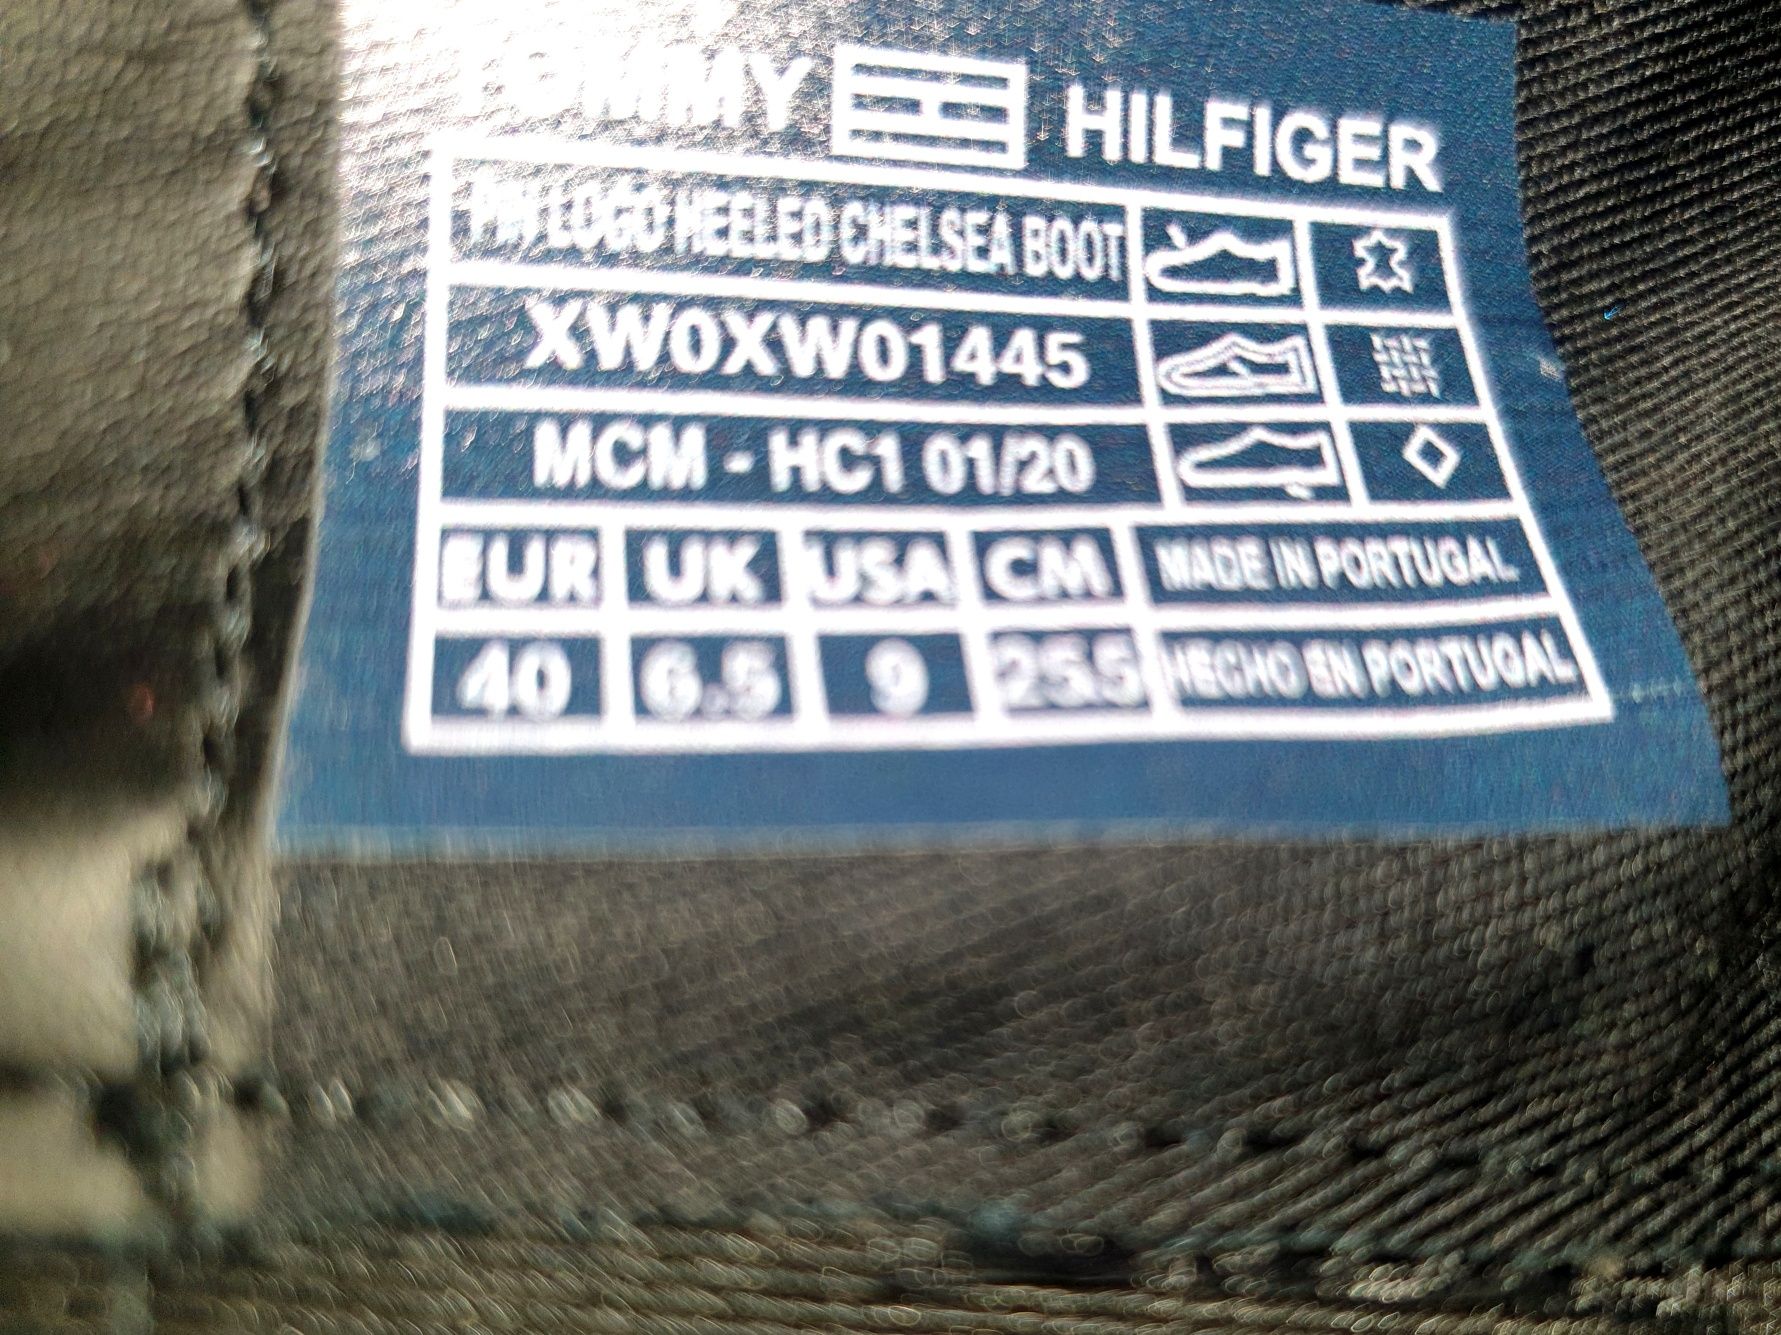 TOMMY HILFIGER
LOGO HEELED CHELSEA BOOT
XW0XW01445
MCM - HC1 01/20
EUR UK USA CM MADE IN PORTUGAL
40 6.5 9 25.5 HECHO EN PORTUGAL